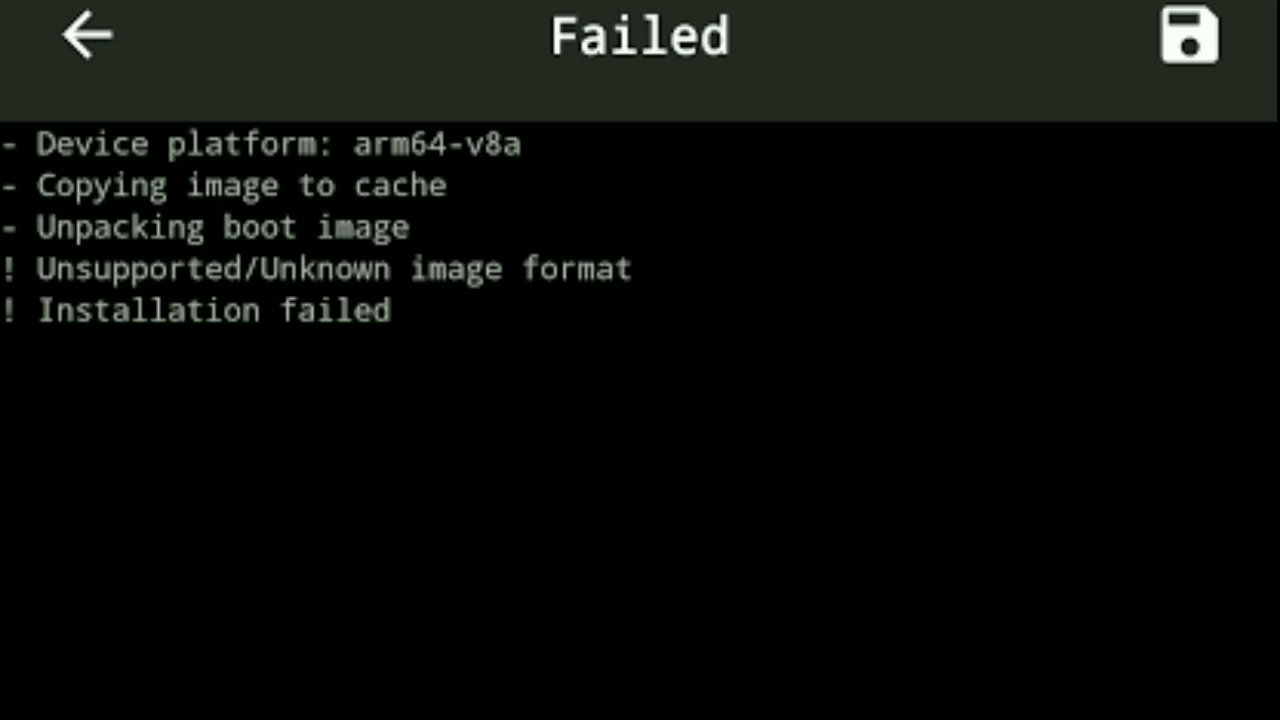 Failed
- Device platform: arm64-v8a
- Copying image to cache
- Unpacking boot image
! Unsupported/Unknown image format
! Installation failed